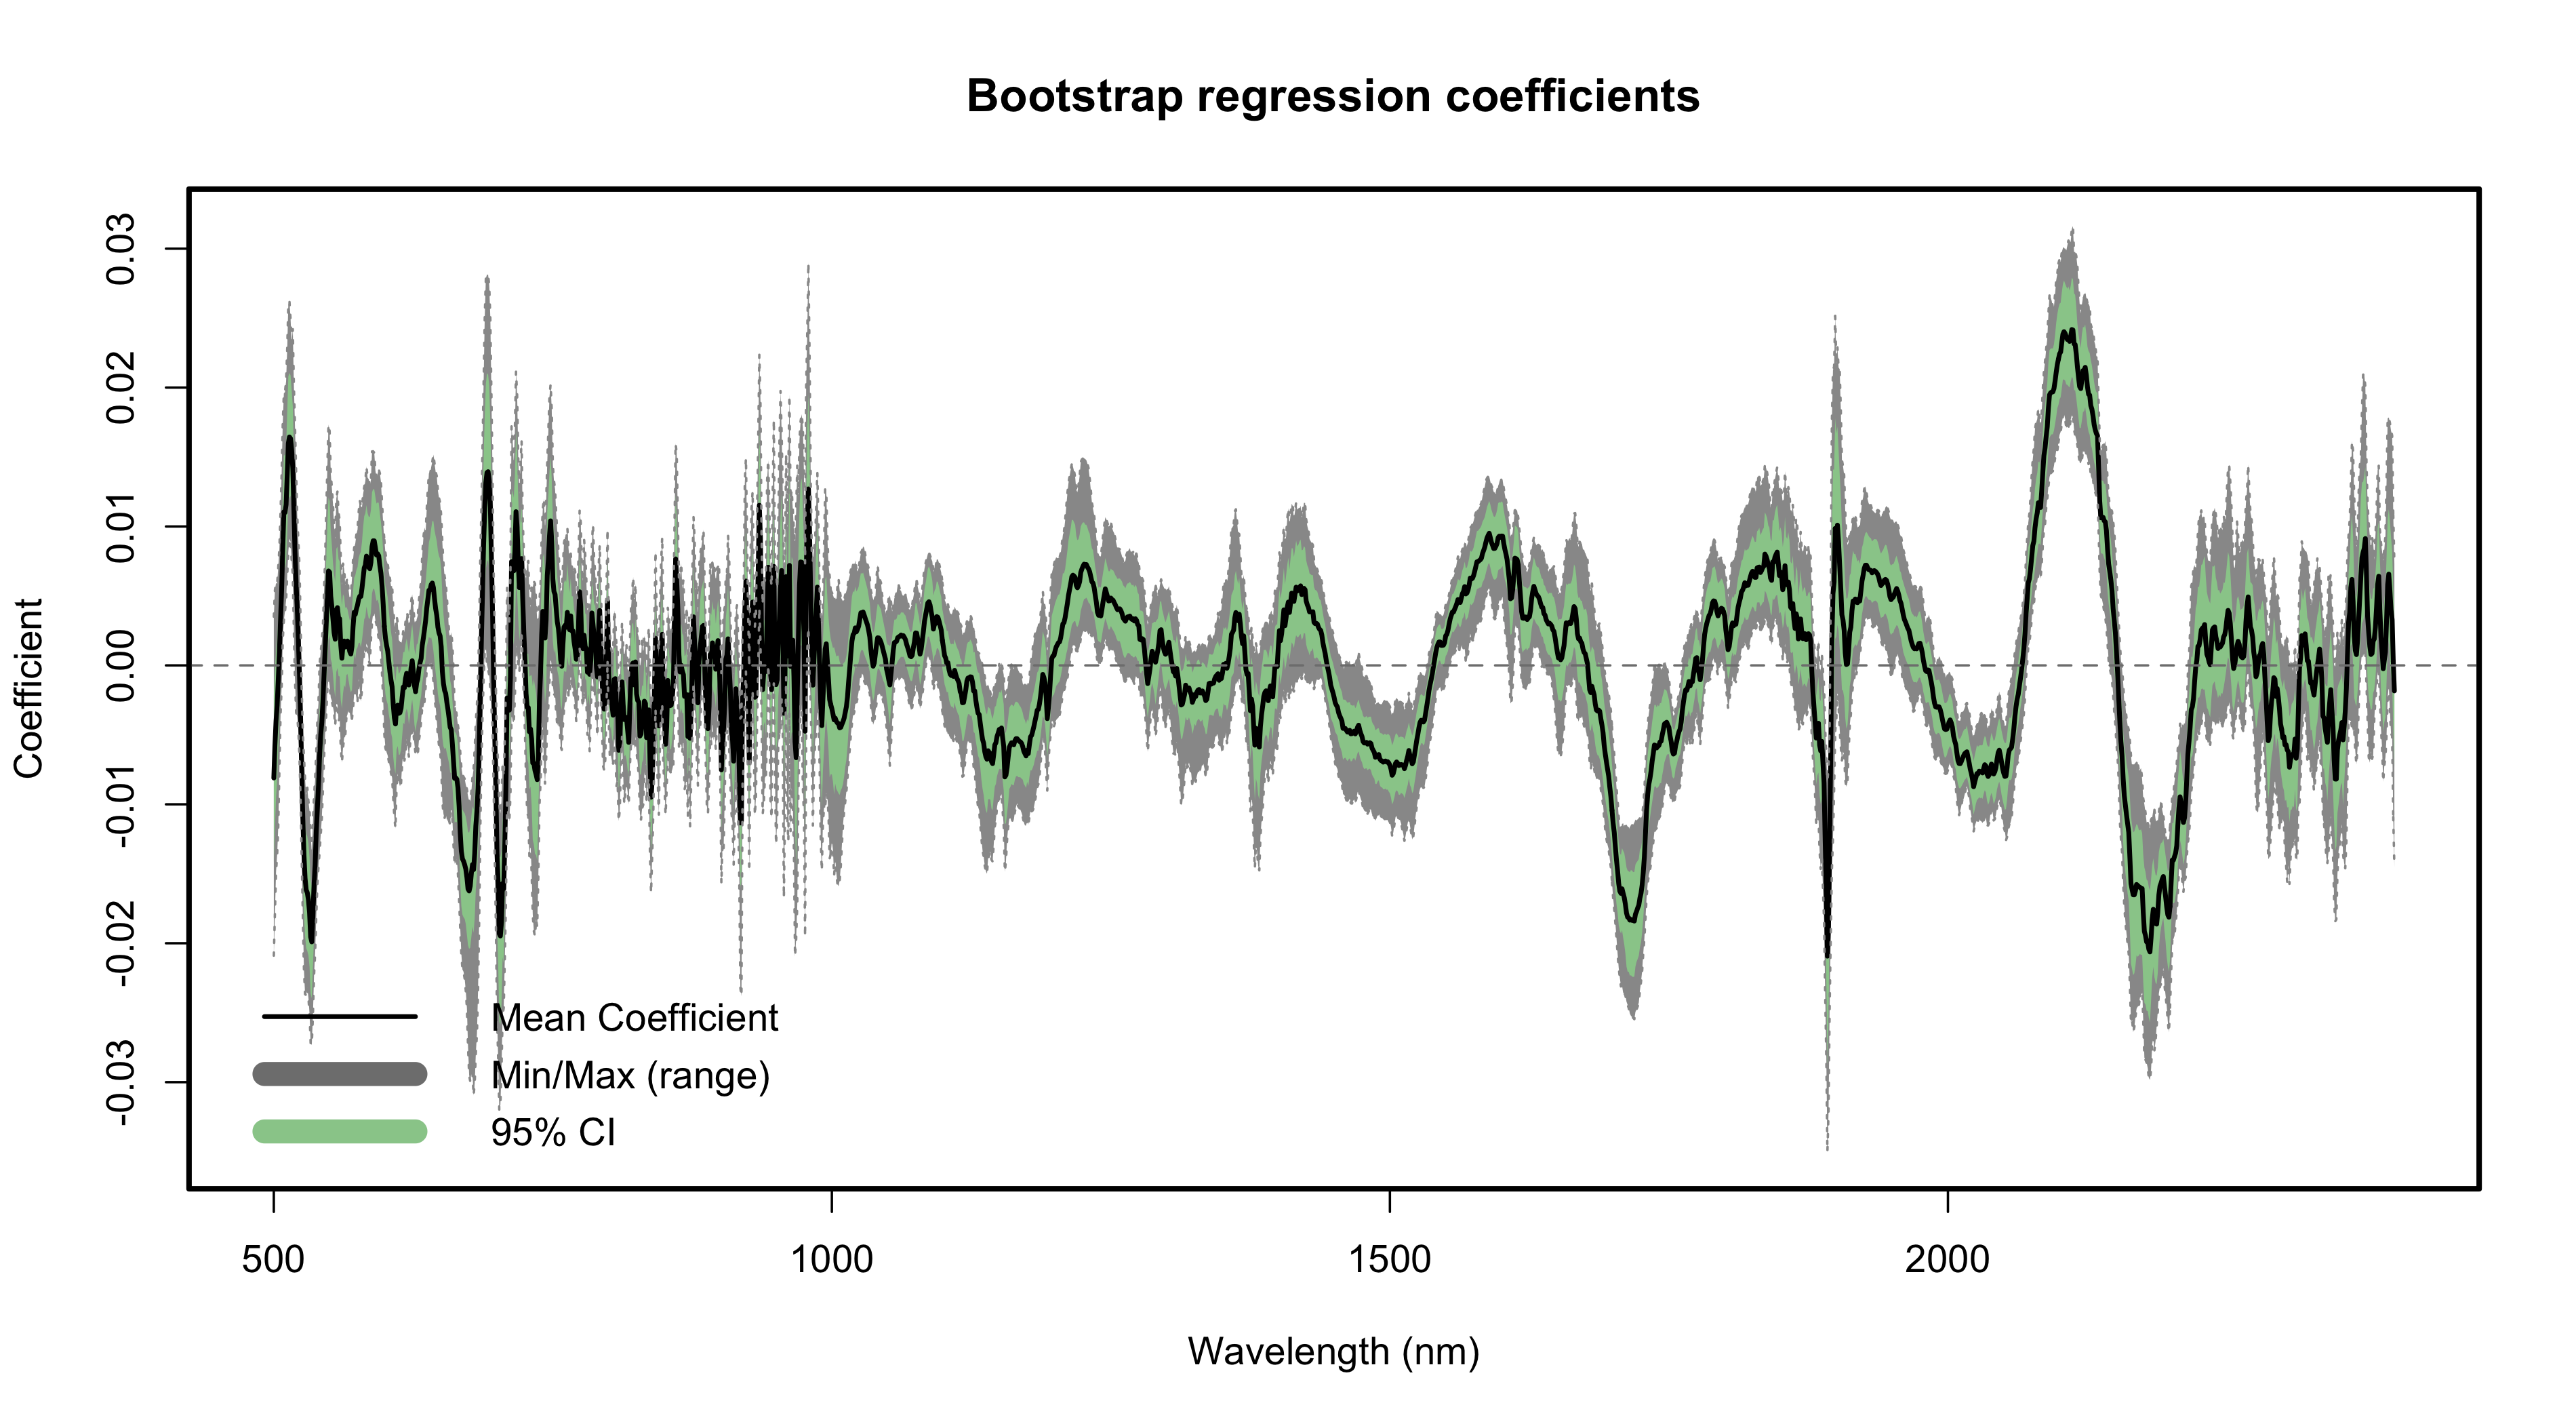 Bootstrap regression coefficients
Coefficient
0.03
0.02
0.01
0.00
-0.01
-0.02
-0.03
Mean Coefficient
Min/Max (range)
95% CI
500
1000
1500
2000
Wavelength (nm)